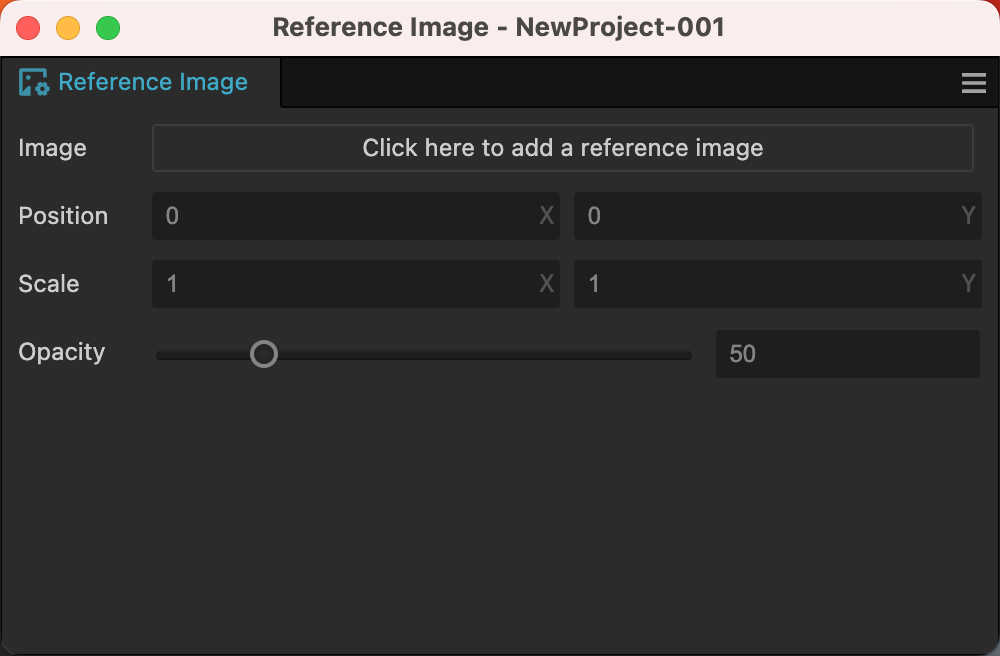 Reference Image - NewProject-001
Reference Image
Image Click here to add a reference image
Position 0 X 0 Y
Scale 1 X 1 Y
Opacity 50